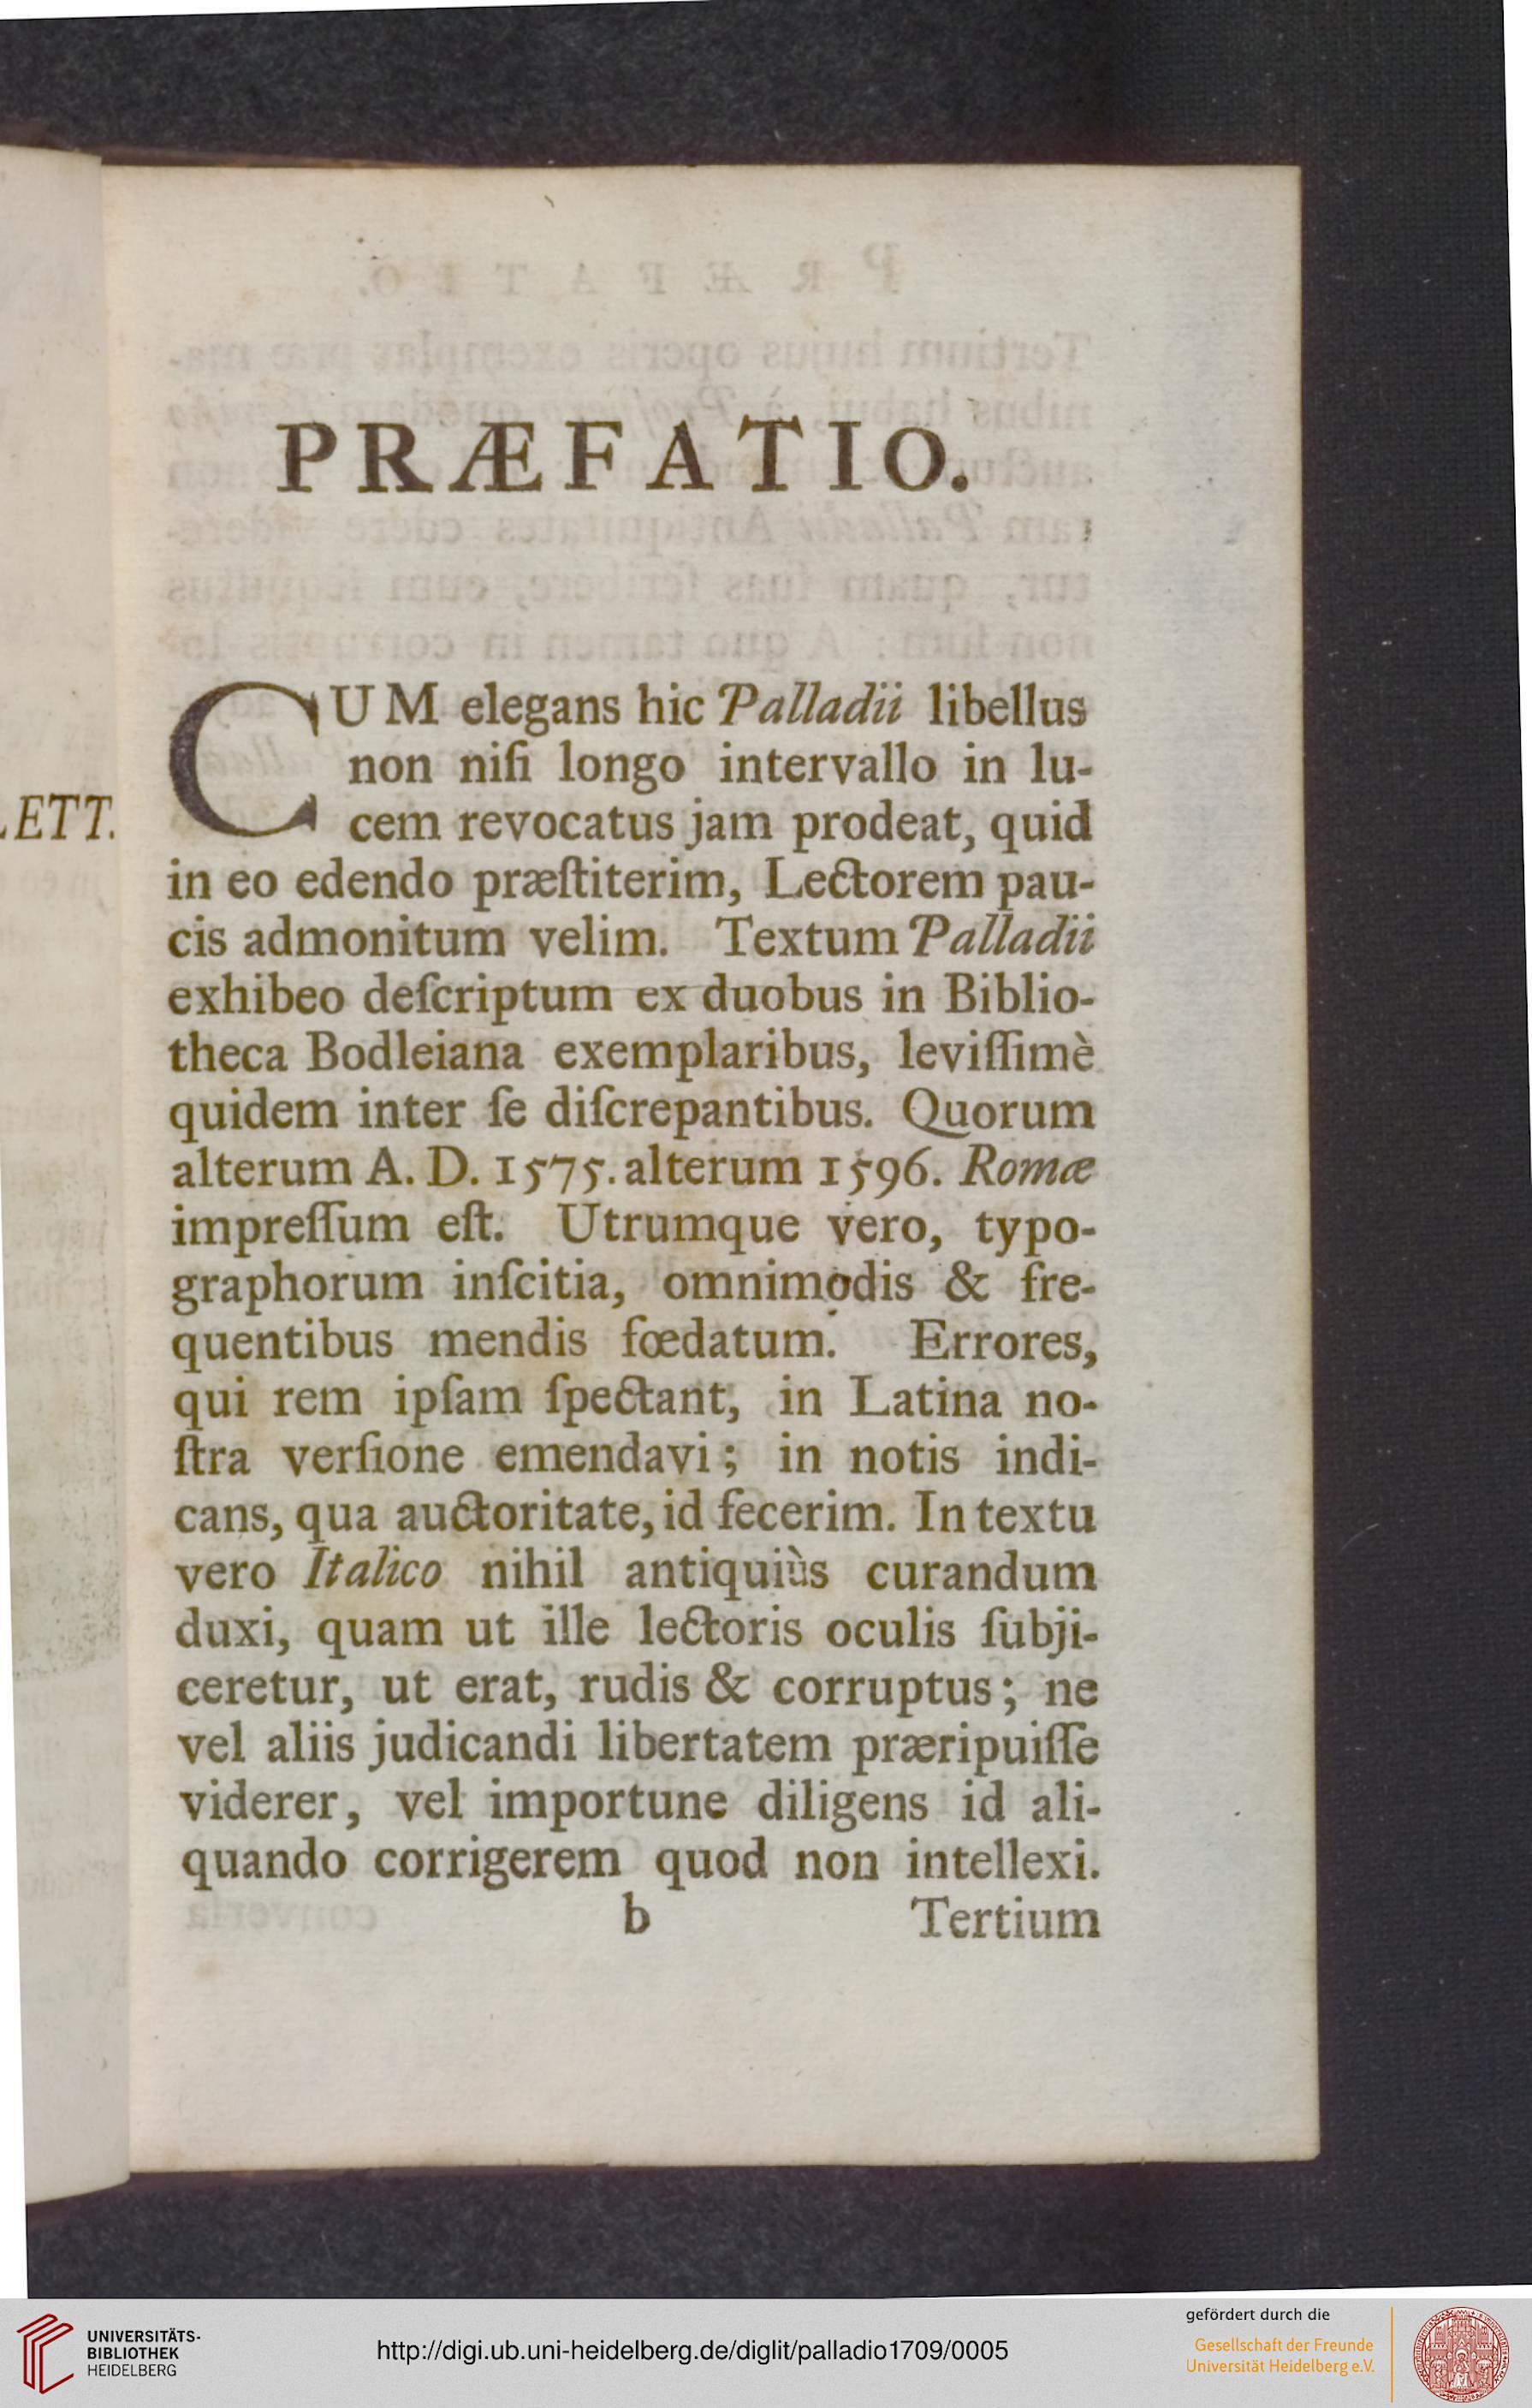 PRÆFATIO.
CUM elegans hic Palladii libellus
non niſi longo intervallo in lu-
cem revocatus jam prodeat, quid
in eo edendo præſtiterim, Lectorem pau-
cis admonitum velim. Textum Palladii
exhibeo deſcriptum ex duobus in Biblio-
theca Bodleiana exemplaribus, leviſſimè
quidem inter ſe diſcrepantibus. Quorum
alterum A. D. 1575. alterum 1596. Romæ
impreſſum eſt. Utrumque vero, typo-
graphorum inſcitia, omnimodis & fre-
quentibus mendis fœdatum. Errores,
qui rem ipſam ſpectant, in Latina no-
ſtra verſione emendavi; in notis indi-
cans, qua auctoritate, id fecerim. In textu
vero Italico nihil antiquiùs curandum
duxi, quam ut ille lectoris oculis ſubji-
ceretur, ut erat, rudis & corruptus; ne
vel aliis judicandi libertatem præripuiſſe
viderer, vel importune diligens id ali-
quando corrigerem quod non intellexi.
b Tertium
ETT.
UNIVERSITÄTS-
BIBLIOTHEK
HEIDELBERG
http://digi.ub.uni-heidelberg.de/diglit/palladio1709/0005
gefördert durch die
Gesellschaft der Freunde
Universität Heidelberg e.V.